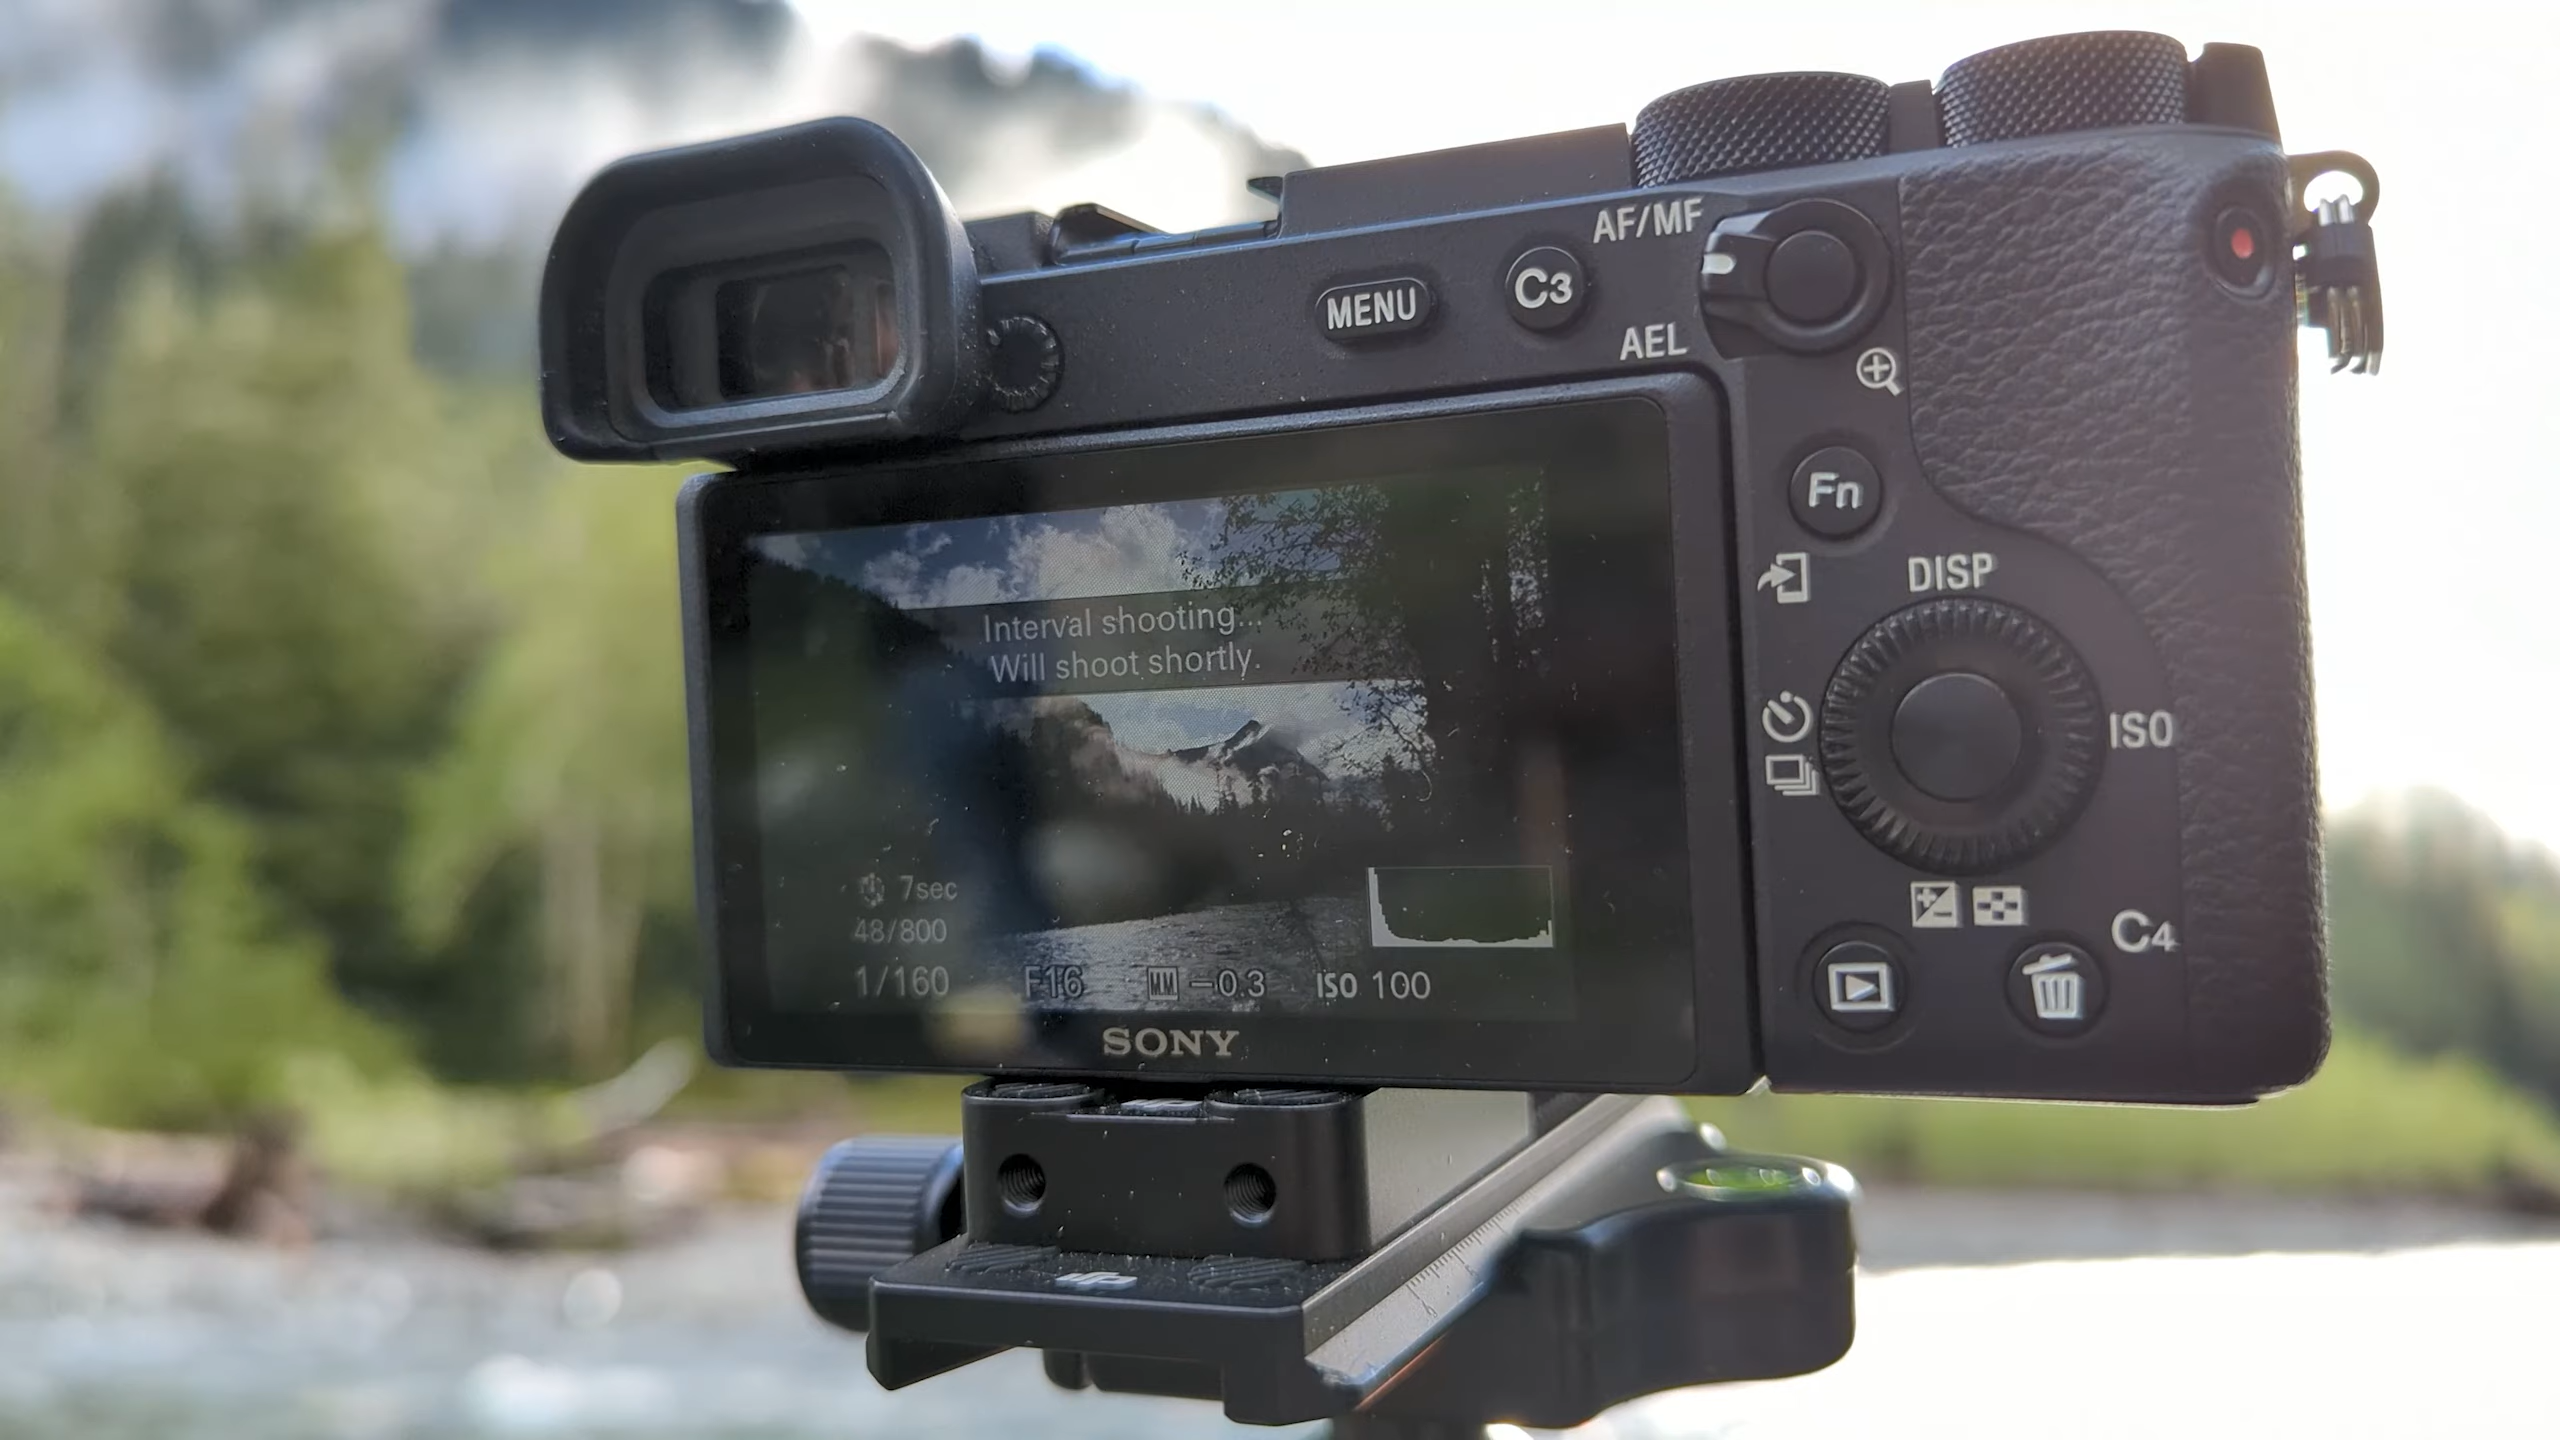 AF/MF
MENU
C3
AEL
Fn
Interval shooting...
Will shoot shortly.
DISP
ISO
7sec
48/800
1/160 F16 MM −0.3 ISO 100
C4
SONY
dji